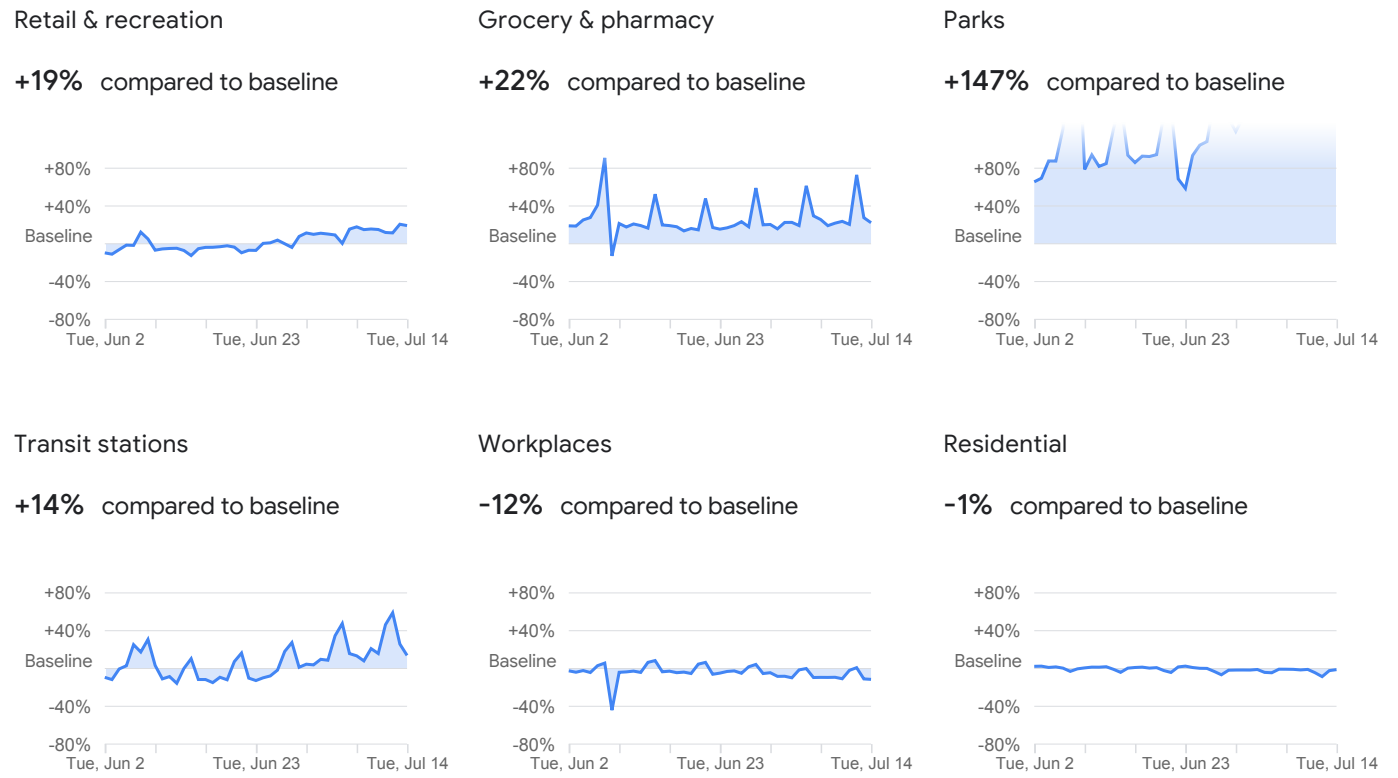 Retail & recreation
+19% compared to baseline
+80%
+40%
Baseline
-40%
-80%
Tue, Jun 2 Tue, Jun 23 Tue, Jul 14
Grocery & pharmacy
+22% compared to baseline
+80%
+40%
Baseline
-40%
-80%
Tue, Jun 2 Tue, Jun 23 Tue, Jul 14
Parks
+147% compared to baseline
+80%
+40%
Baseline
-40%
-80%
Tue, Jun 2 Tue, Jun 23 Tue, Jul 14
Transit stations
+14% compared to baseline
+80%
+40%
Baseline
-40%
-80%
Tue, Jun 2 Tue, Jun 23 Tue, Jul 14
Workplaces
-12% compared to baseline
+80%
+40%
Baseline
-40%
-80%
Tue, Jun 2 Tue, Jun 23 Tue, Jul 14
Residential
-1% compared to baseline
+80%
+40%
Baseline
-40%
-80%
Tue, Jun 2 Tue, Jun 23 Tue, Jul 14